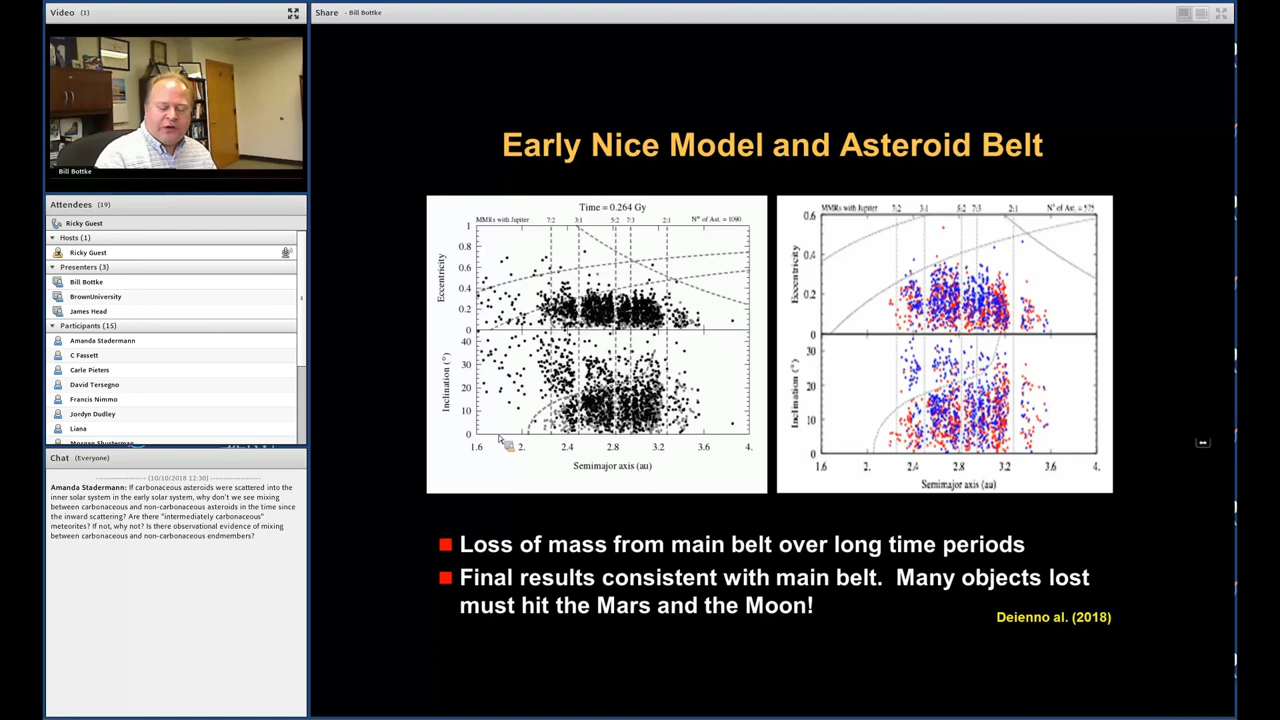 Video (1)
Bill Bottke
Attendees (19)
Ricky Guest
Hosts (1)
Ricky Guest
Presenters (3)
Bill Bottke
BrownUniversity
James Head
Participants (15)
Amanda Stadermann
C Fassett
Carle Pieters
David Tersegno
Francis Nimmo
Jordyn Dudley
Liana
Morgan Shusterman
Chat (Everyone)
(10/10/2018 12:30)
Amanda Stadermann: If carbonaceous asteroids were scattered into the
inner solar system in the early solar system, why don't we see mixing
between carbonaceous and non-carbonaceous asteroids in the time since
the inward scattering? Are there "intermediately carbonaceous"
meteorites? If not, why not? Is there observational evidence of mixing
between carbonaceous and non-carbonaceous endmembers?
Share - Bill Bottke
Early Nice Model and Asteroid Belt
Time = 0.264 Gy
MMRs with Jupiter 7:2 3:1 5:2 7:3 2:1 Nº of Ast. = 1090
1
0.8
0.6
0.4
0.2
0
Eccentricity
40
30
20
10
0
Inclination (°)
1.6 2. 2.4 2.8 3.2 3.6 4.
Semimajor axis (au)
MMRs with Jupiter 7:2 3:1 5:2 7:3 2:1 Nº of Ast. = 575
0.6
0.4
0.2
0
Eccentricity
30
20
10
0
Inclination (°)
1.6 2. 2.4 2.8 3.2 3.6 4.
Semimajor axis (au)
Loss of mass from main belt over long time periods
Final results consistent with main belt. Many objects lost
must hit the Mars and the Moon!
Deienno al. (2018)